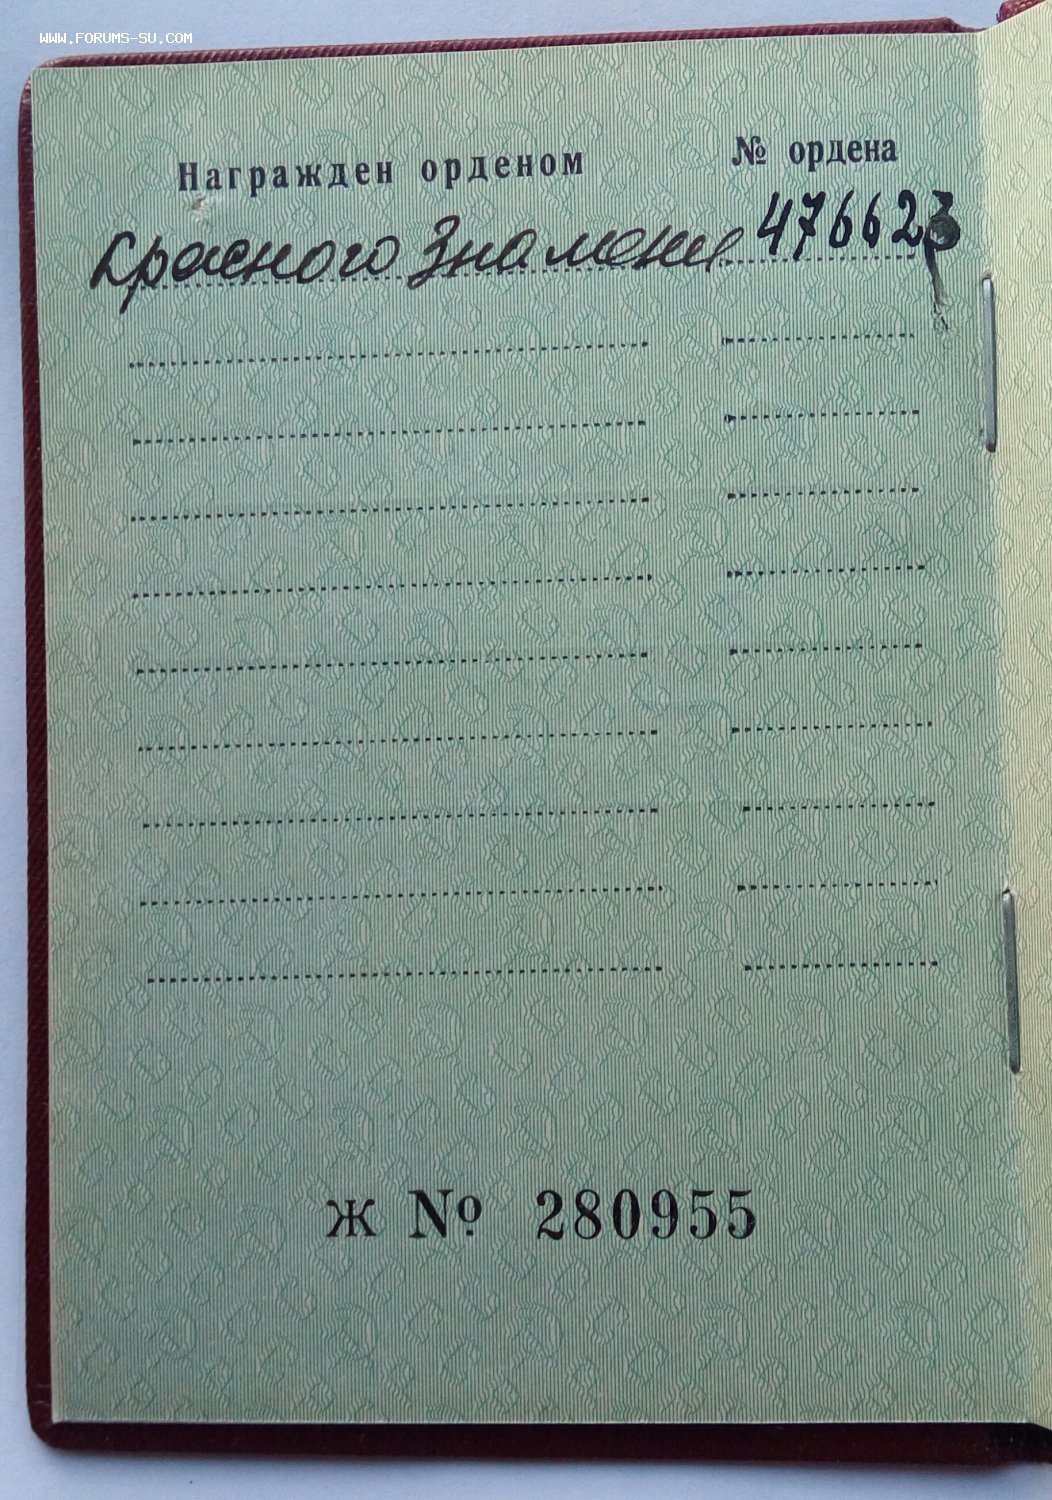 www.forums-su.com
Награжден орденом № ордена
Красного Знамени 476623
Ж № 280955